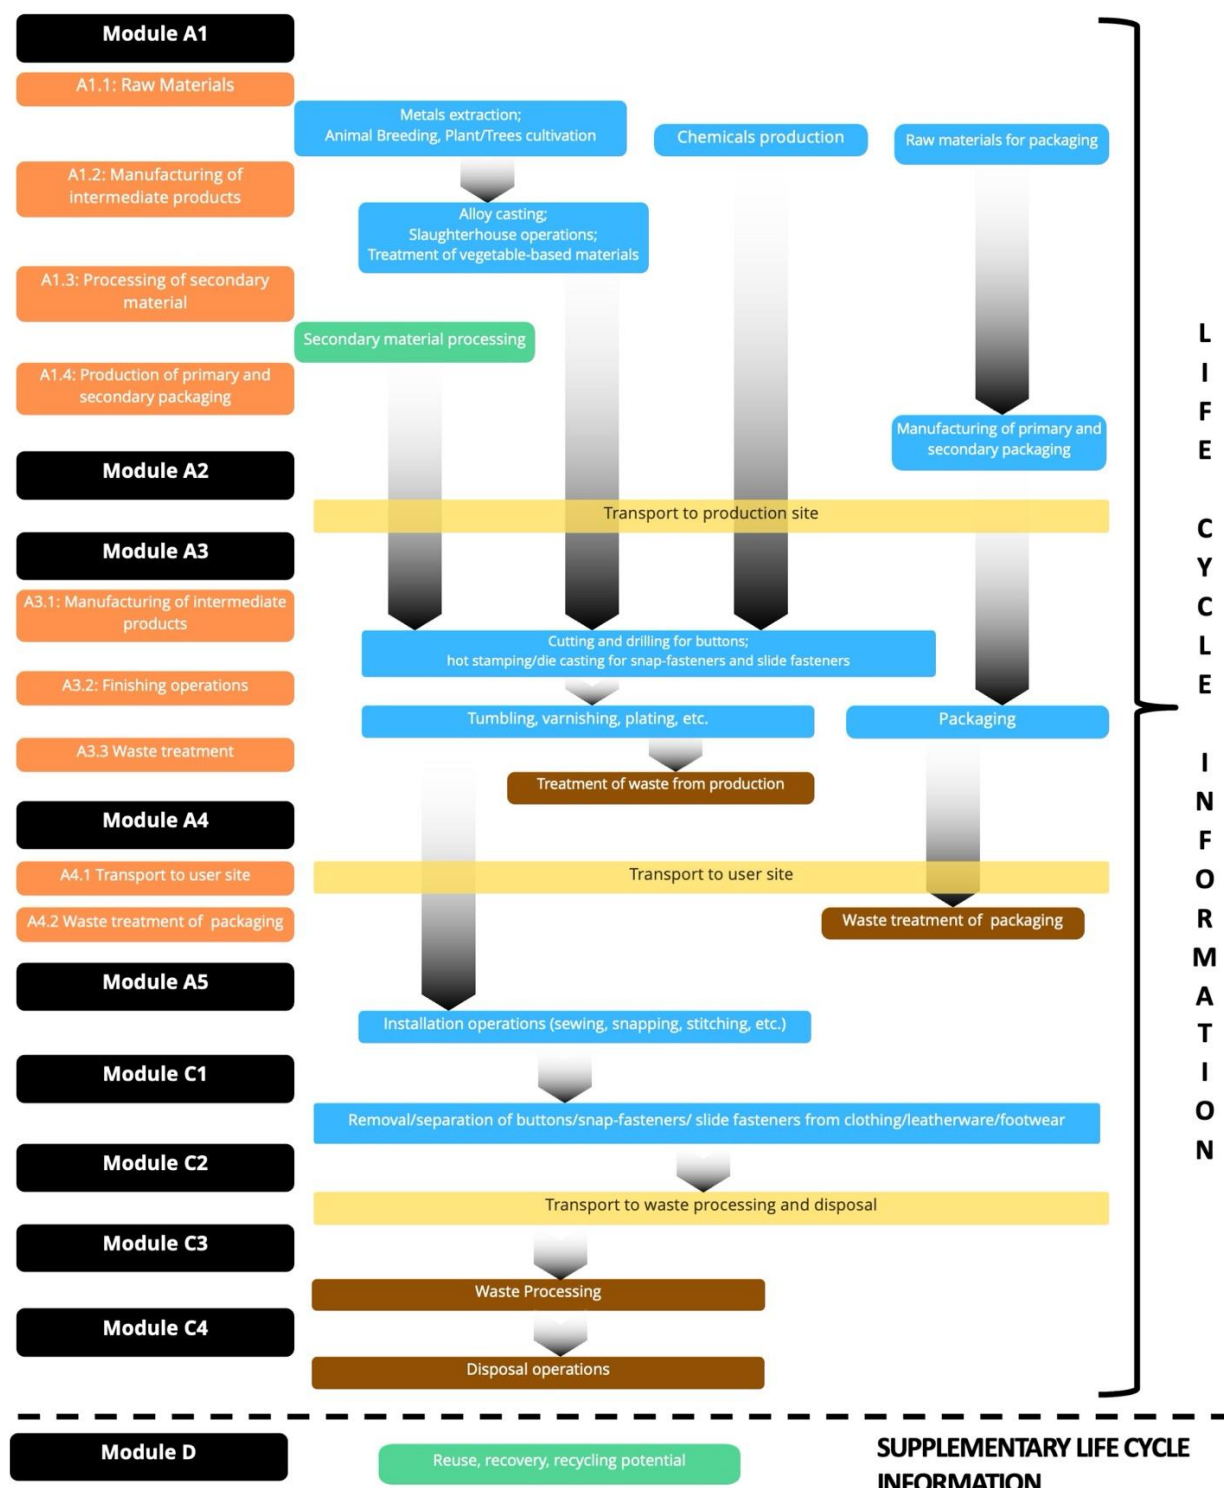 Module A1
A1.1: Raw Materials
Metals extraction;
Animal Breeding, Plant/Trees cultivation
Chemicals production
Raw materials for packaging
A1.2: Manufacturing of
intermediate products
Alloy casting;
Slaughterhouse operations;
Treatment of vegetable-based materials
A1.3: Processing of secondary
material
Secondary material processing
A1.4: Production of primary and
secondary packaging
Manufacturing of primary and
secondary packaging
Module A2
Transport to production site
Module A3
A3.1: Manufacturing of intermediate
products
Cutting and drilling for buttons;
hot stamping/die casting for snap-fasteners and slide fasteners
A3.2: Finishing operations
Tumbling, varnishing, plating, etc.
Packaging
A3.3 Waste treatment
Treatment of waste from production
Module A4
A4.1 Transport to user site
Transport to user site
A4.2 Waste treatment of packaging
Waste treatment of packaging
Module A5
Installation operations (sewing, snapping, stitching, etc.)
Module C1
Removal/separation of buttons/snap-fasteners/ slide fasteners from clothing/leatherware/footwear
Module C2
Transport to waste processing and disposal
Module C3
Waste Processing
Module C4
Disposal operations
LIFE CYCLE INFORMATION
Module D
Reuse, recovery, recycling potential
SUPPLEMENTARY LIFE CYCLE
INFORMATION